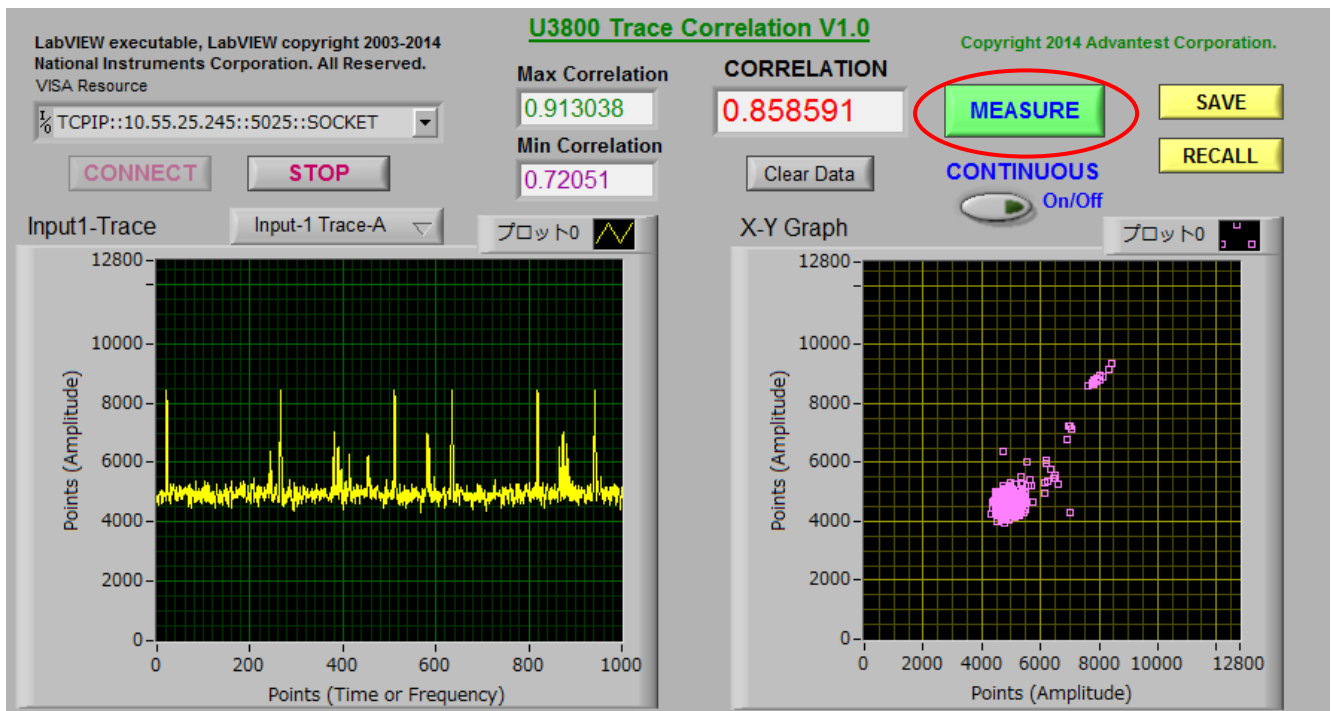 U3800 Trace Correlation V1.0
LabVIEW executable, LabVIEW copyright 2003-2014
National Instruments Corporation. All Reserved.
Copyright 2014 Advantest Corporation.
VISA Resource
TCPIP::10.55.25.245::5025::SOCKET
CONNECT
STOP
Max Correlation
0.913038
Min Correlation
0.72051
CORRELATION
0.858591
Clear Data
MEASURE
CONTINUOUS
On/Off
SAVE
RECALL
Input1-Trace
Input-1 Trace-A
プロット0
12800
10000
8000
6000
4000
2000
0
Points (Amplitude)
0 200 400 600 800 1000
Points (Time or Frequency)
X-Y Graph
プロット0
12800
10000
8000
6000
4000
2000
0
Points (Amplitude)
0 2000 4000 6000 8000 10000 12800
Points (Amplitude)